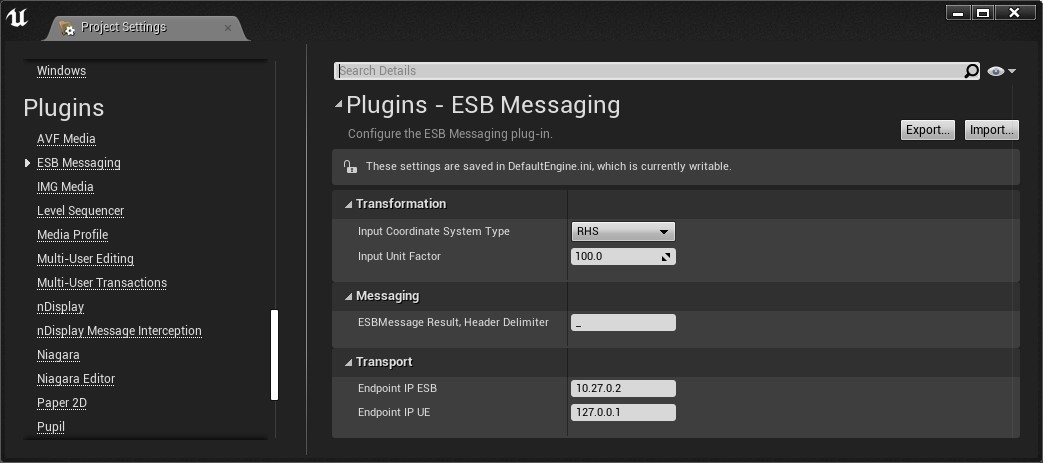 Project Settings
Windows
Plugins
AVF Media
ESB Messaging
IMG Media
Level Sequencer
Media Profile
Multi-User Editing
Multi-User Transactions
nDisplay
nDisplay Message Interception
Niagara
Niagara Editor
Paper 2D
Pupil
Search Details
Plugins - ESB Messaging
Configure the ESB Messaging plug-in.
Export... Import...
These settings are saved in DefaultEngine.ini, which is currently writable.
Transformation
Input Coordinate System Type RHS
Input Unit Factor 100.0
Messaging
ESBMessage Result, Header Delimiter _
Transport
Endpoint IP ESB 10.27.0.2
Endpoint IP UE 127.0.0.1